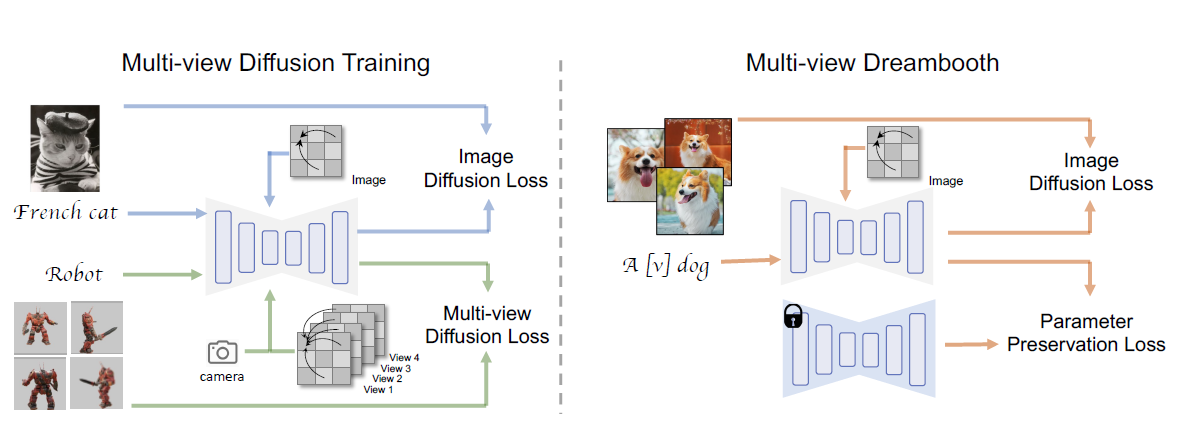 Multi-view Diffusion Training
Image
Image
Diffusion Loss
French cat
Robot
Multi-view
Diffusion Loss
camera
View 4
View 3
View 2
View 1
Multi-view Dreambooth
Image
Image
Diffusion Loss
A [v] dog
Parameter
Preservation Loss